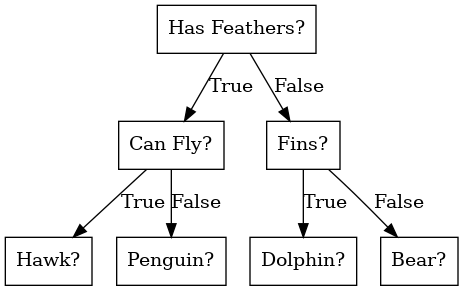 Has Feathers?
True
False
Can Fly?
Fins?
True
False
True
False
Hawk?
Penguin?
Dolphin?
Bear?